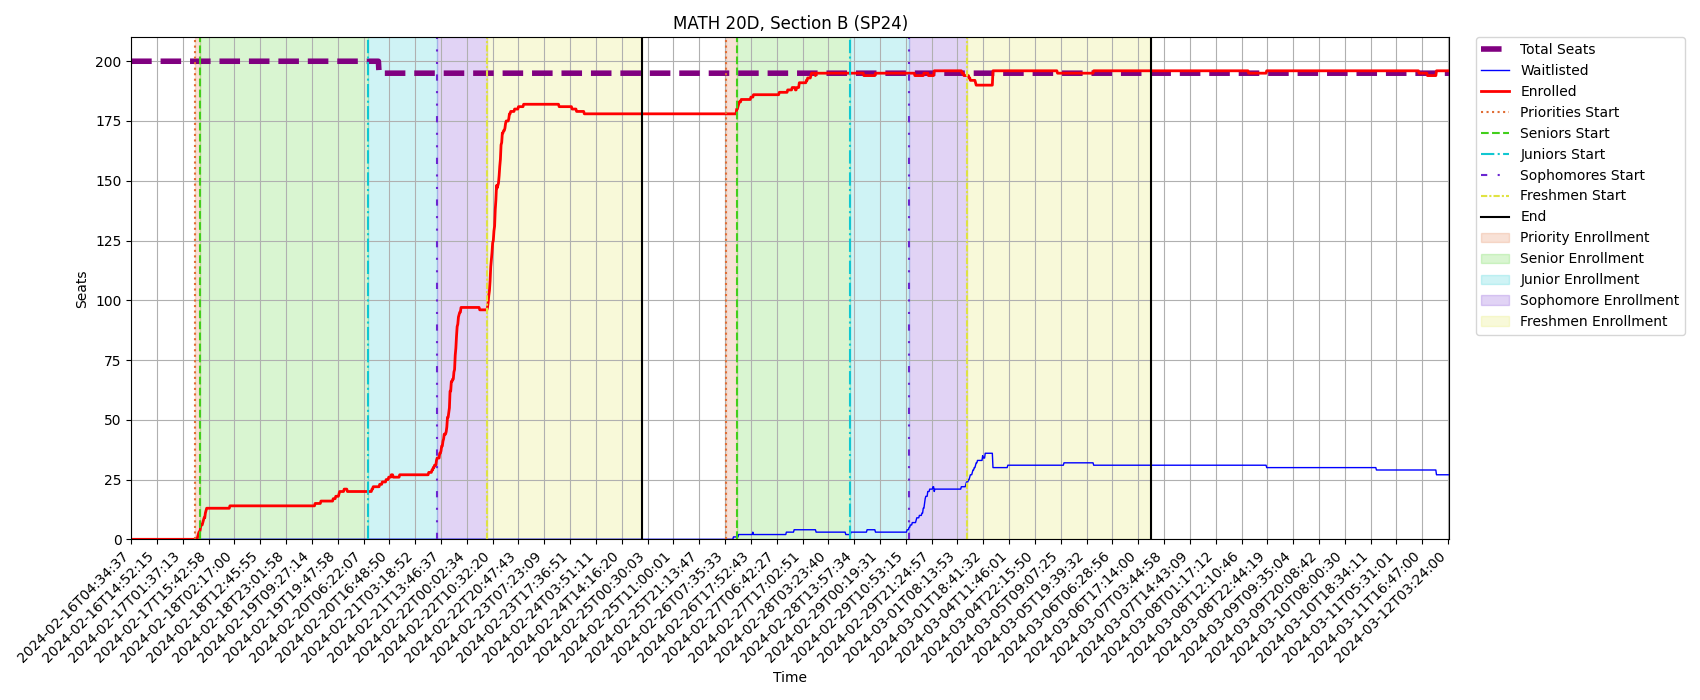 MATH 20D, Section B (SP24)
Seats
200
175
150
125
100
75
50
25
0
2024-02-16T04:34:37
2024-02-16T14:52:15
2024-02-17T01:37:13
2024-02-17T15:42:58
2024-02-18T02:17:00
2024-02-18T12:45:55
2024-02-18T23:01:58
2024-02-19T09:27:14
2024-02-19T19:47:58
2024-02-20T06:22:07
2024-02-20T16:48:50
2024-02-21T03:18:52
2024-02-21T13:46:37
2024-02-22T00:02:34
2024-02-22T10:32:20
2024-02-22T20:47:43
2024-02-23T07:23:09
2024-02-23T17:36:51
2024-02-24T03:51:11
2024-02-24T14:16:20
2024-02-25T00:30:03
2024-02-25T11:00:01
2024-02-25T21:13:47
2024-02-26T07:35:33
2024-02-26T17:52:43
2024-02-27T06:42:27
2024-02-27T17:02:51
2024-02-28T03:23:40
2024-02-28T13:57:34
2024-02-29T00:19:31
2024-02-29T10:53:15
2024-02-29T21:24:57
2024-03-01T08:13:53
2024-03-01T18:41:32
2024-03-04T11:46:01
2024-03-04T22:15:50
2024-03-05T09:07:25
2024-03-05T19:39:32
2024-03-06T06:28:56
2024-03-06T17:14:00
2024-03-07T03:44:58
2024-03-07T14:43:09
2024-03-08T01:17:12
2024-03-08T12:10:46
2024-03-08T22:44:19
2024-03-09T09:35:04
2024-03-09T20:08:42
2024-03-10T08:00:30
2024-03-10T18:34:11
2024-03-11T05:31:01
2024-03-11T16:47:00
2024-03-12T03:24:00
Time
Total Seats
Waitlisted
Enrolled
Priorities Start
Seniors Start
Juniors Start
Sophomores Start
Freshmen Start
End
Priority Enrollment
Senior Enrollment
Junior Enrollment
Sophomore Enrollment
Freshmen Enrollment